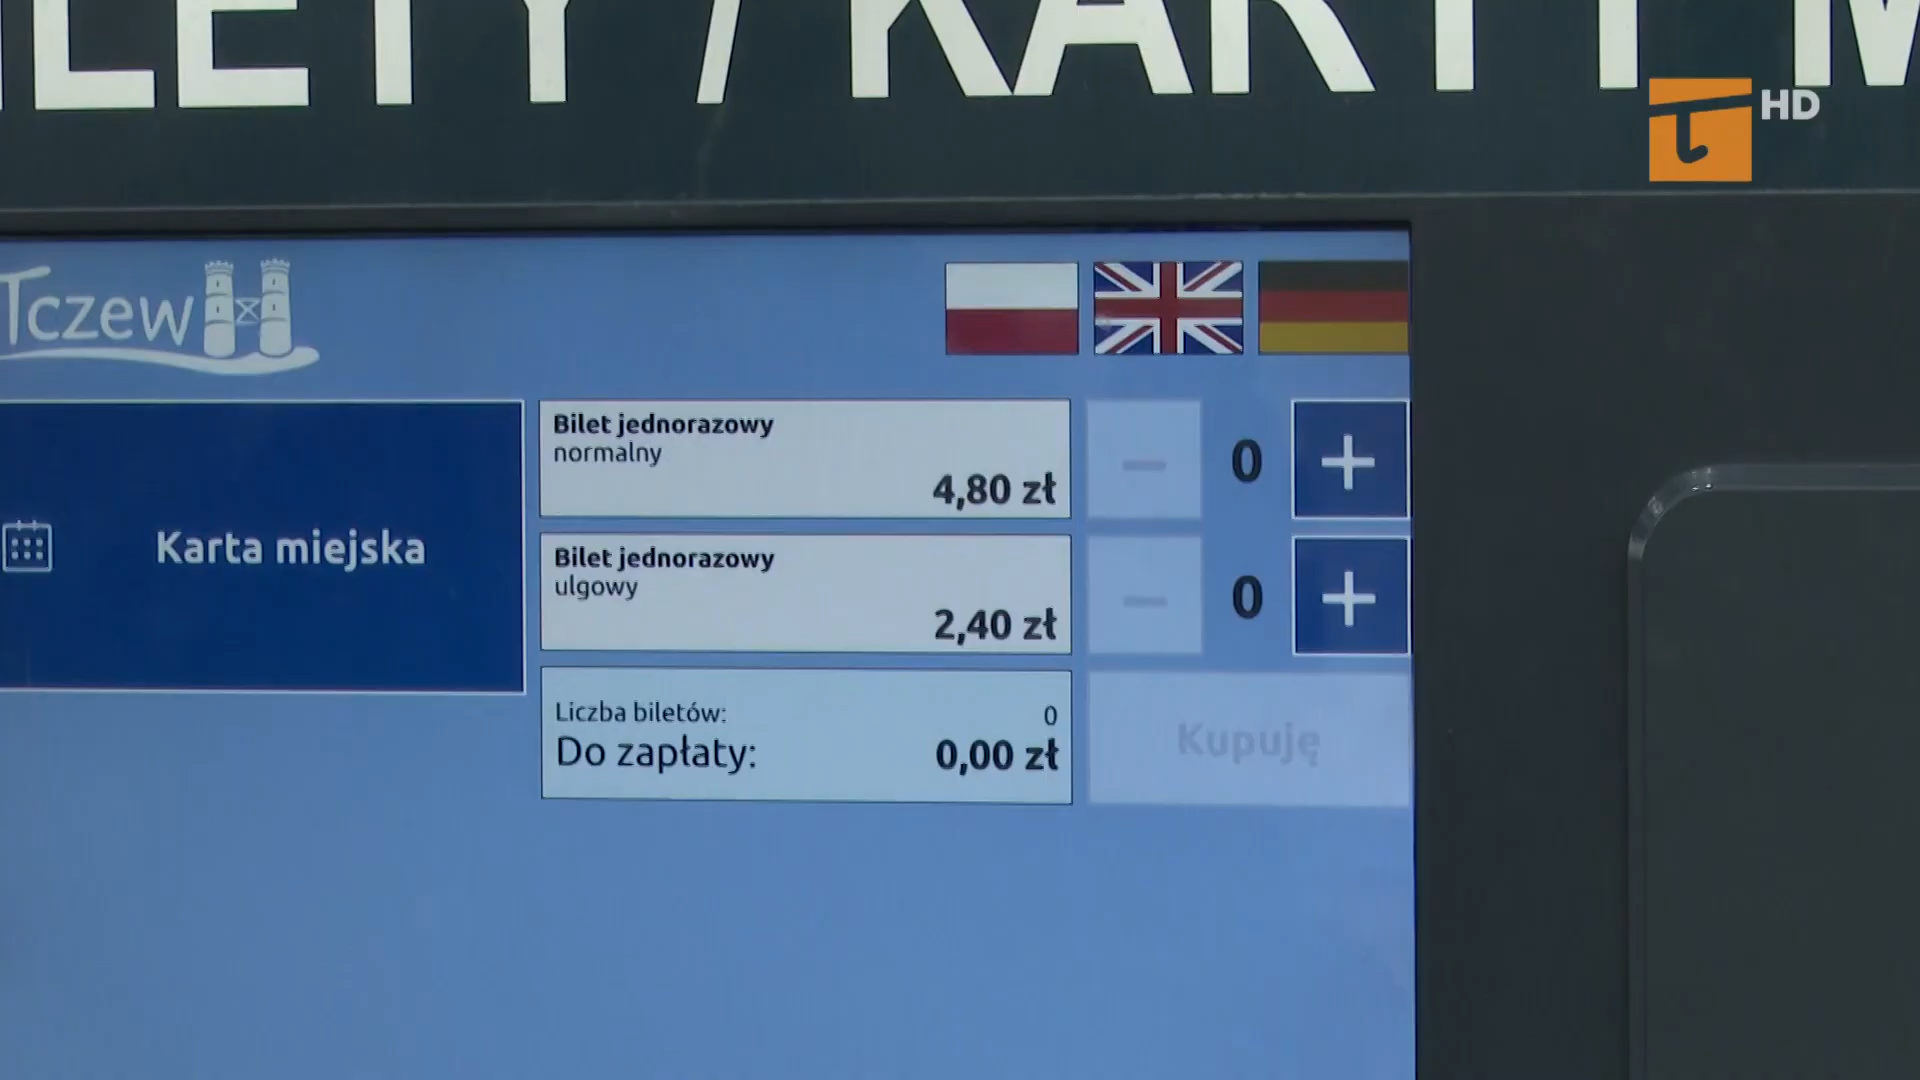 / KARTY
HD
Tczew
Bilet jednorazowy
normalny
4,80 zł
0
Karta miejska
Bilet jednorazowy
ulgowy
2,40 zł
0
Liczba biletów: 0
Do zapłaty: 0,00 zł
Kupuję